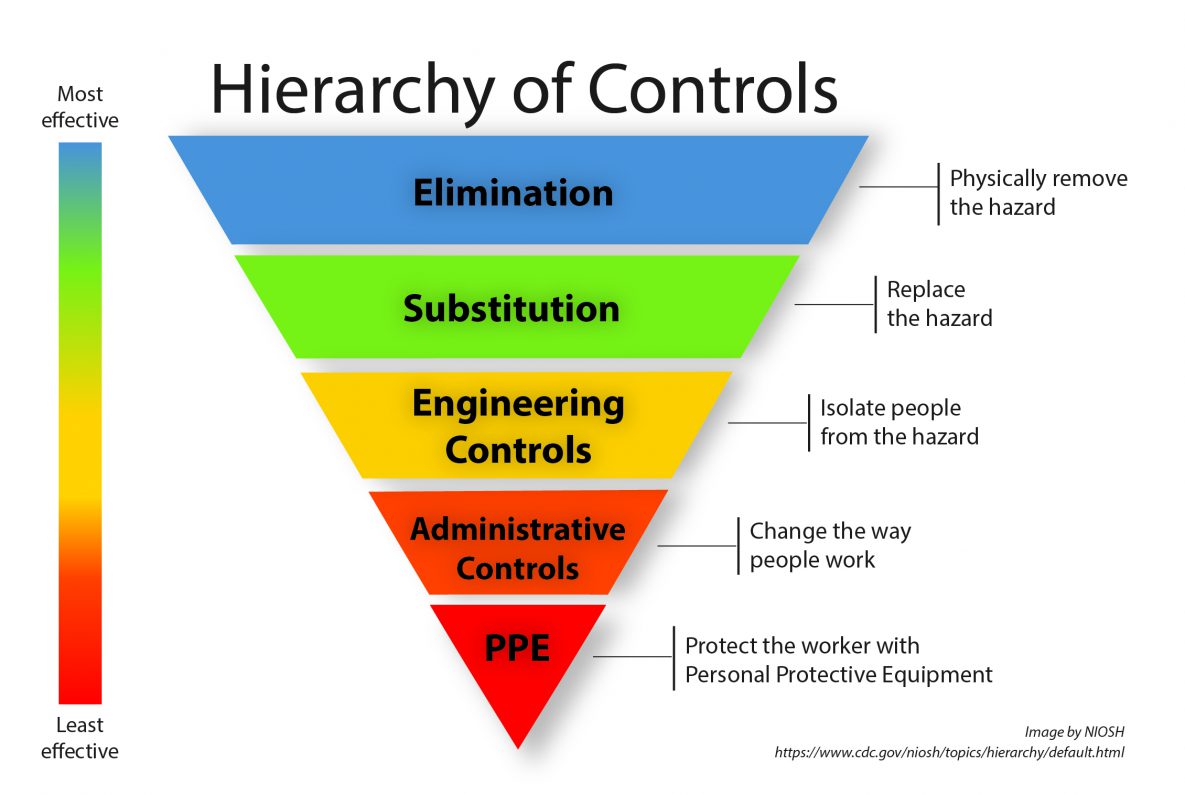 Hierarchy of Controls
Most
effective
Elimination
Physically remove
the hazard
Substitution
Replace
the hazard
Engineering
Controls
Isolate people
from the hazard
Administrative
Controls
Change the way
people work
PPE
Protect the worker with
Personal Protective Equipment
Least
effective
Image by NIOSH
https://www.cdc.gov/niosh/topics/hierarchy/default.html